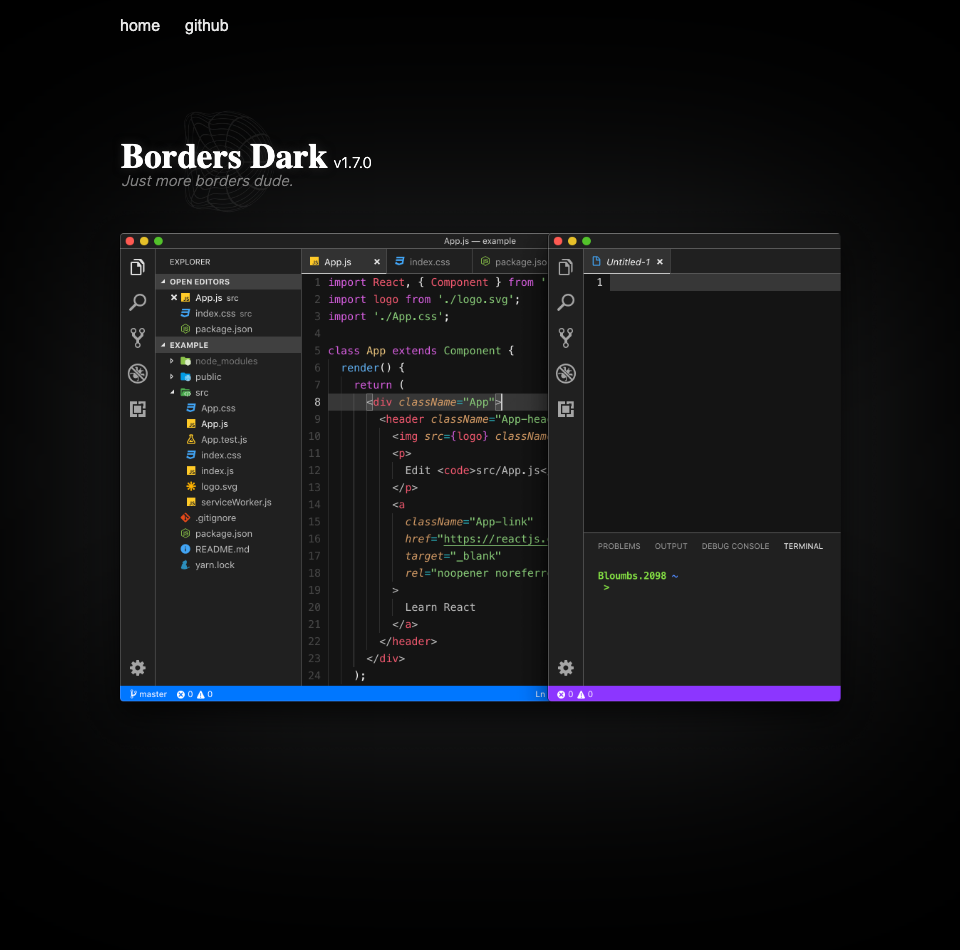 home github
Borders Dark v1.7.0
Just more borders dude.
App.js — example
EXPLORER
OPEN EDITORS
App.js src
index.css src
package.json
EXAMPLE
node_modules
public
src
App.css
App.js
App.test.js
index.css
index.js
logo.svg
serviceWorker.js
.gitignore
package.json
README.md
yarn.lock
App.js index.css package.jso
1 import React, { Component } from '
2 import logo from './logo.svg';
3 import './App.css';
4
5 class App extends Component {
6 render() {
7 return (
8 <div className="App">
9 <header className="App-hea
10 <img src={logo} classNam
11 <p>
12 Edit <code>src/App.js<
13 </p>
14 <a
15 className="App-link"
16 href="https://reactjs.
17 target="_blank"
18 rel="noopener noreferr
19 >
20 Learn React
21 </a>
22 </header>
23 </div>
24 );
master 0 0 Ln
Untitled-1
1
PROBLEMS OUTPUT DEBUG CONSOLE TERMINAL
Bloumbs.2098 ~
>
0 0